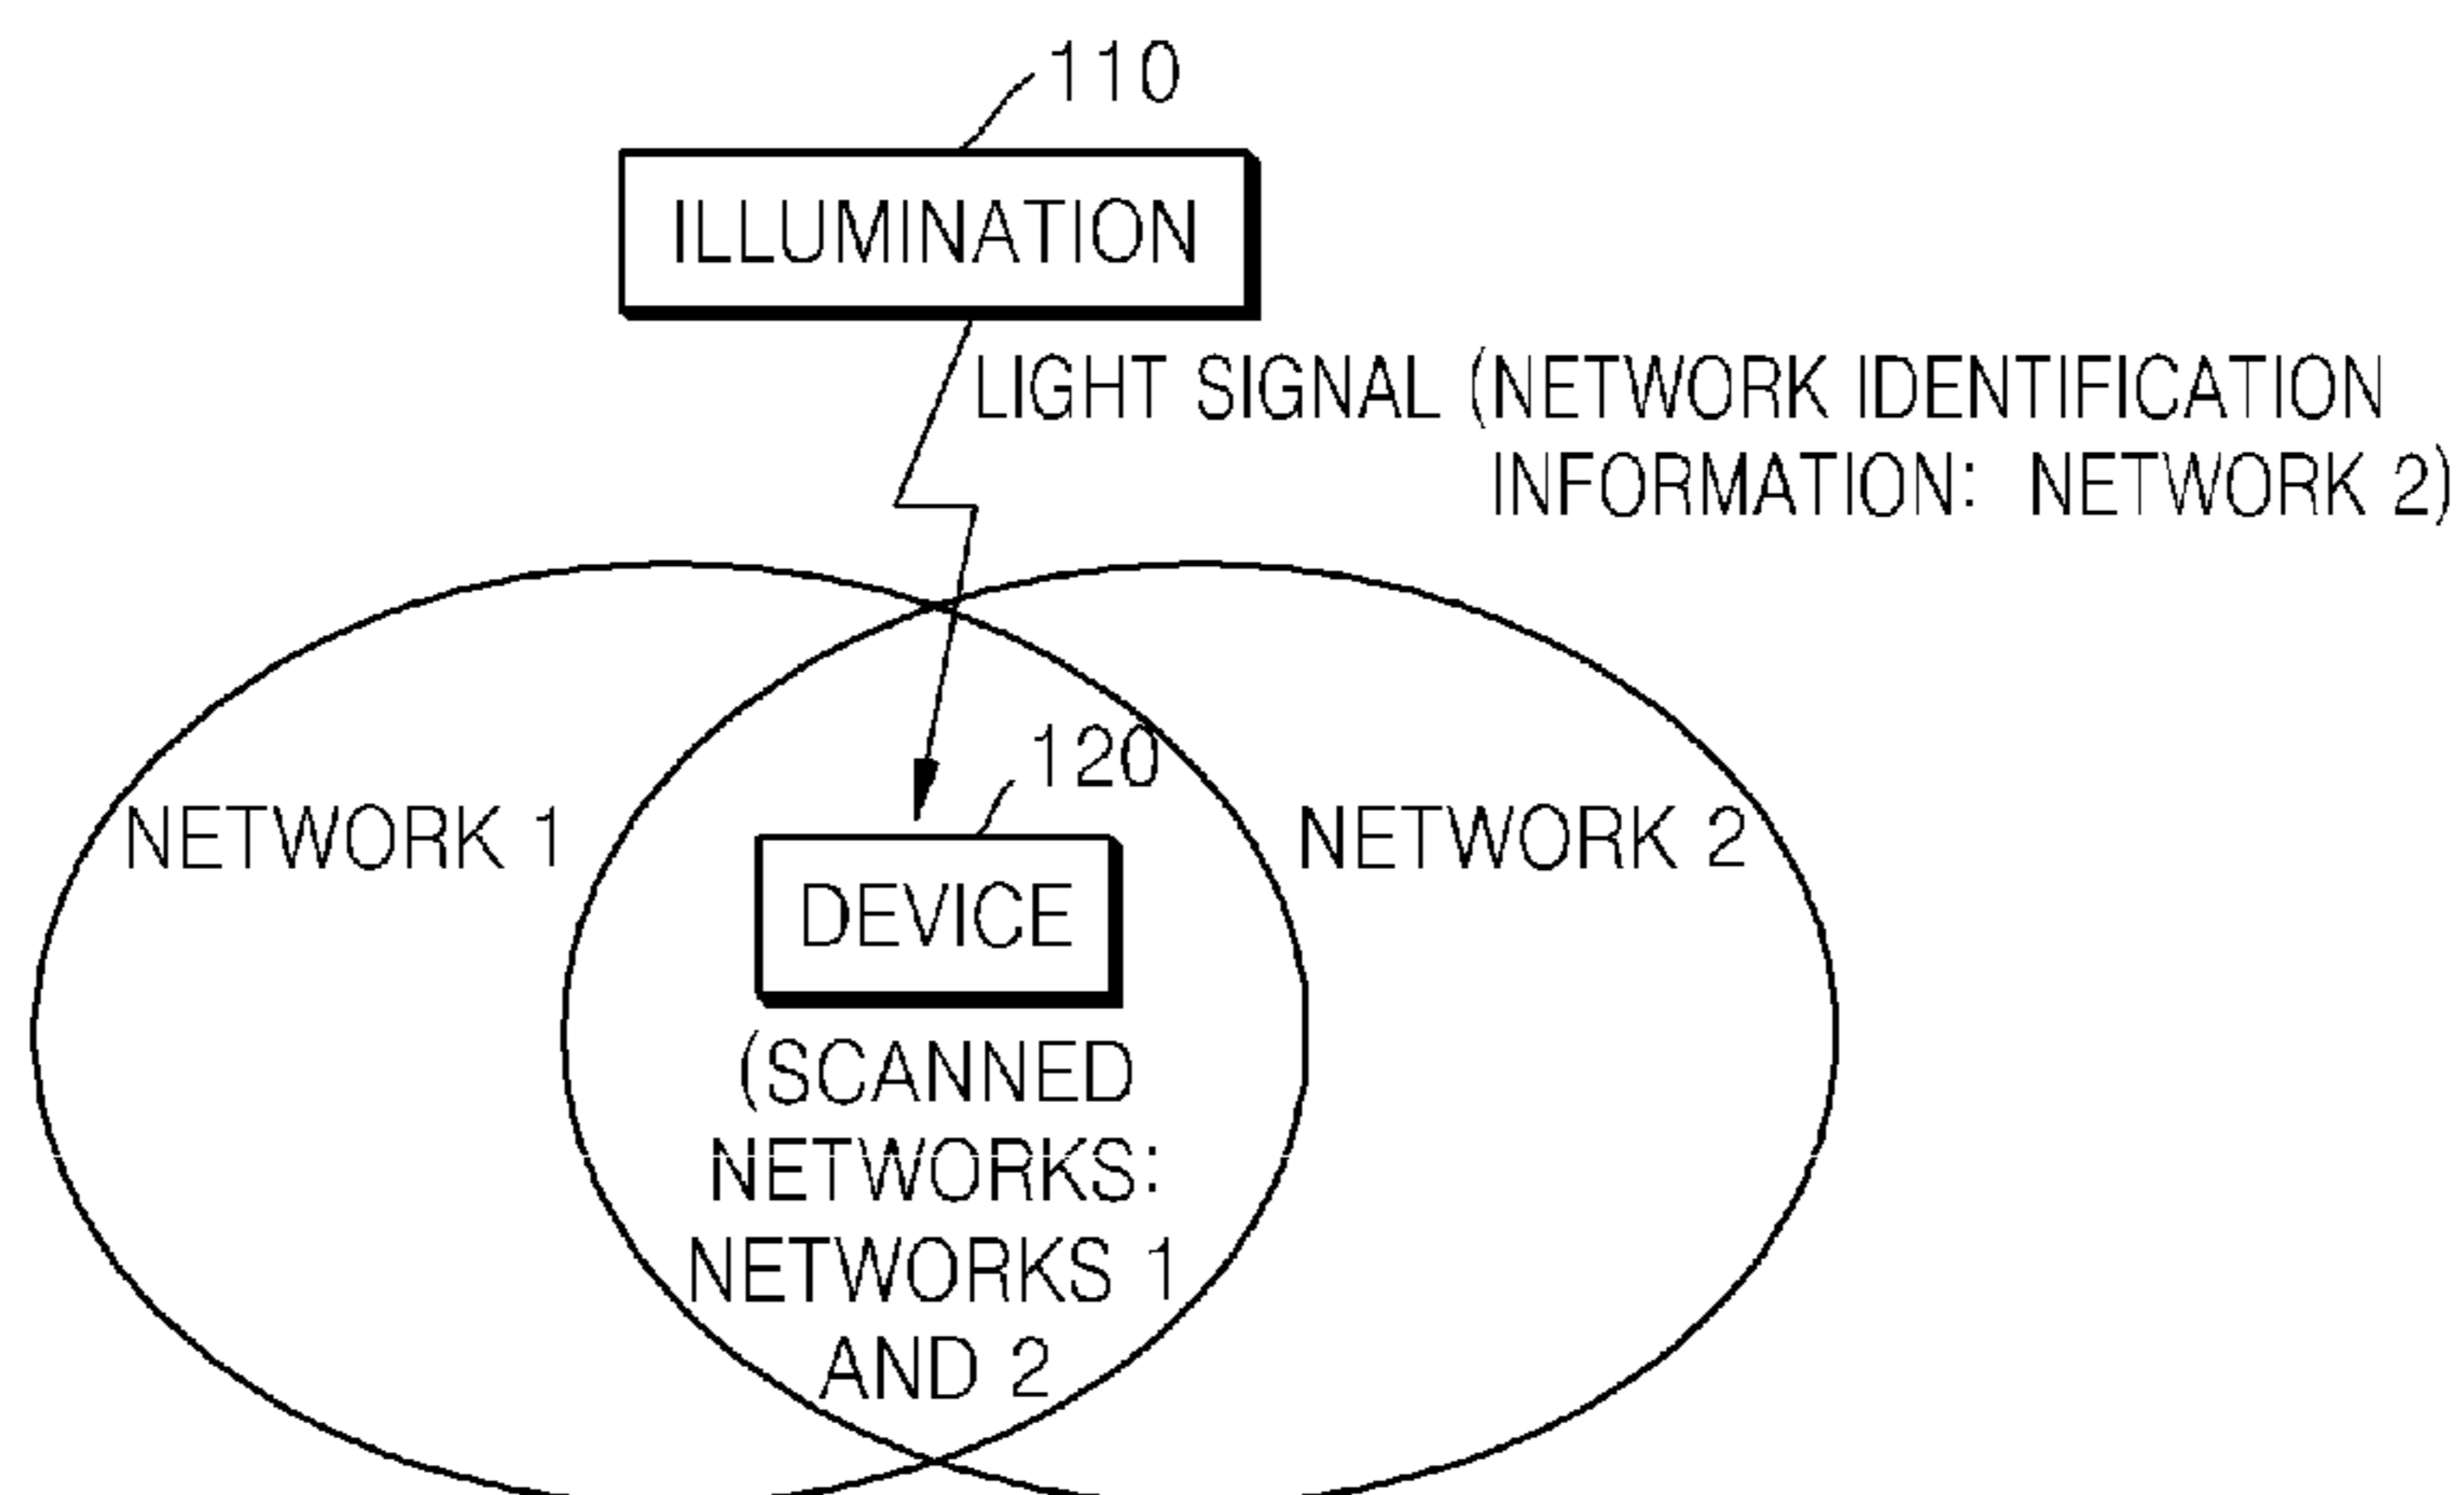 110
ILLUMINATION
LIGHT SIGNAL (NETWORK IDENTIFICATION
INFORMATION: NETWORK 2)
120
NETWORK 1
NETWORK 2
DEVICE
(SCANNED
NETWORKS:
NETWORKS 1
AND 2